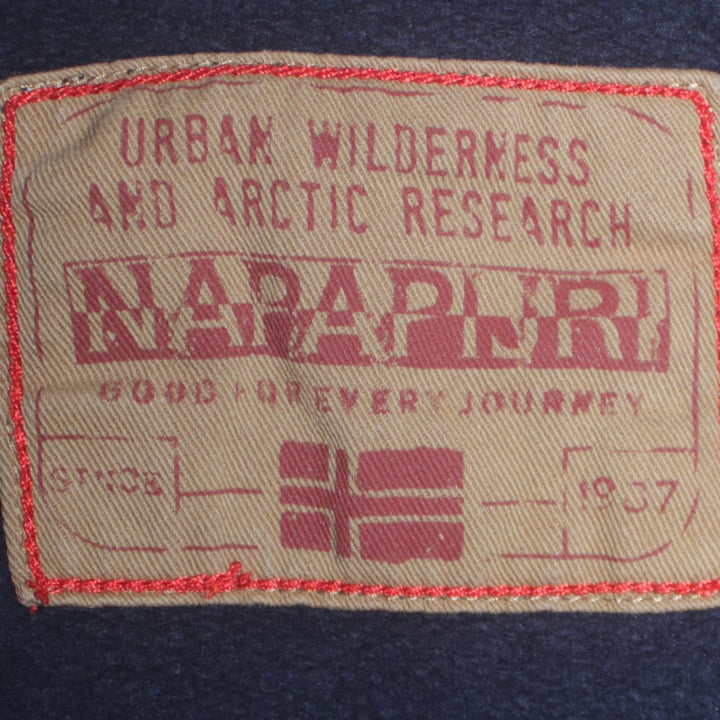 URBAN WILDERNESS
AND ARCTIC RESEARCH
NAPAPIJRI
GOOD FOR EVERY JOURNEY
SINCE 1987